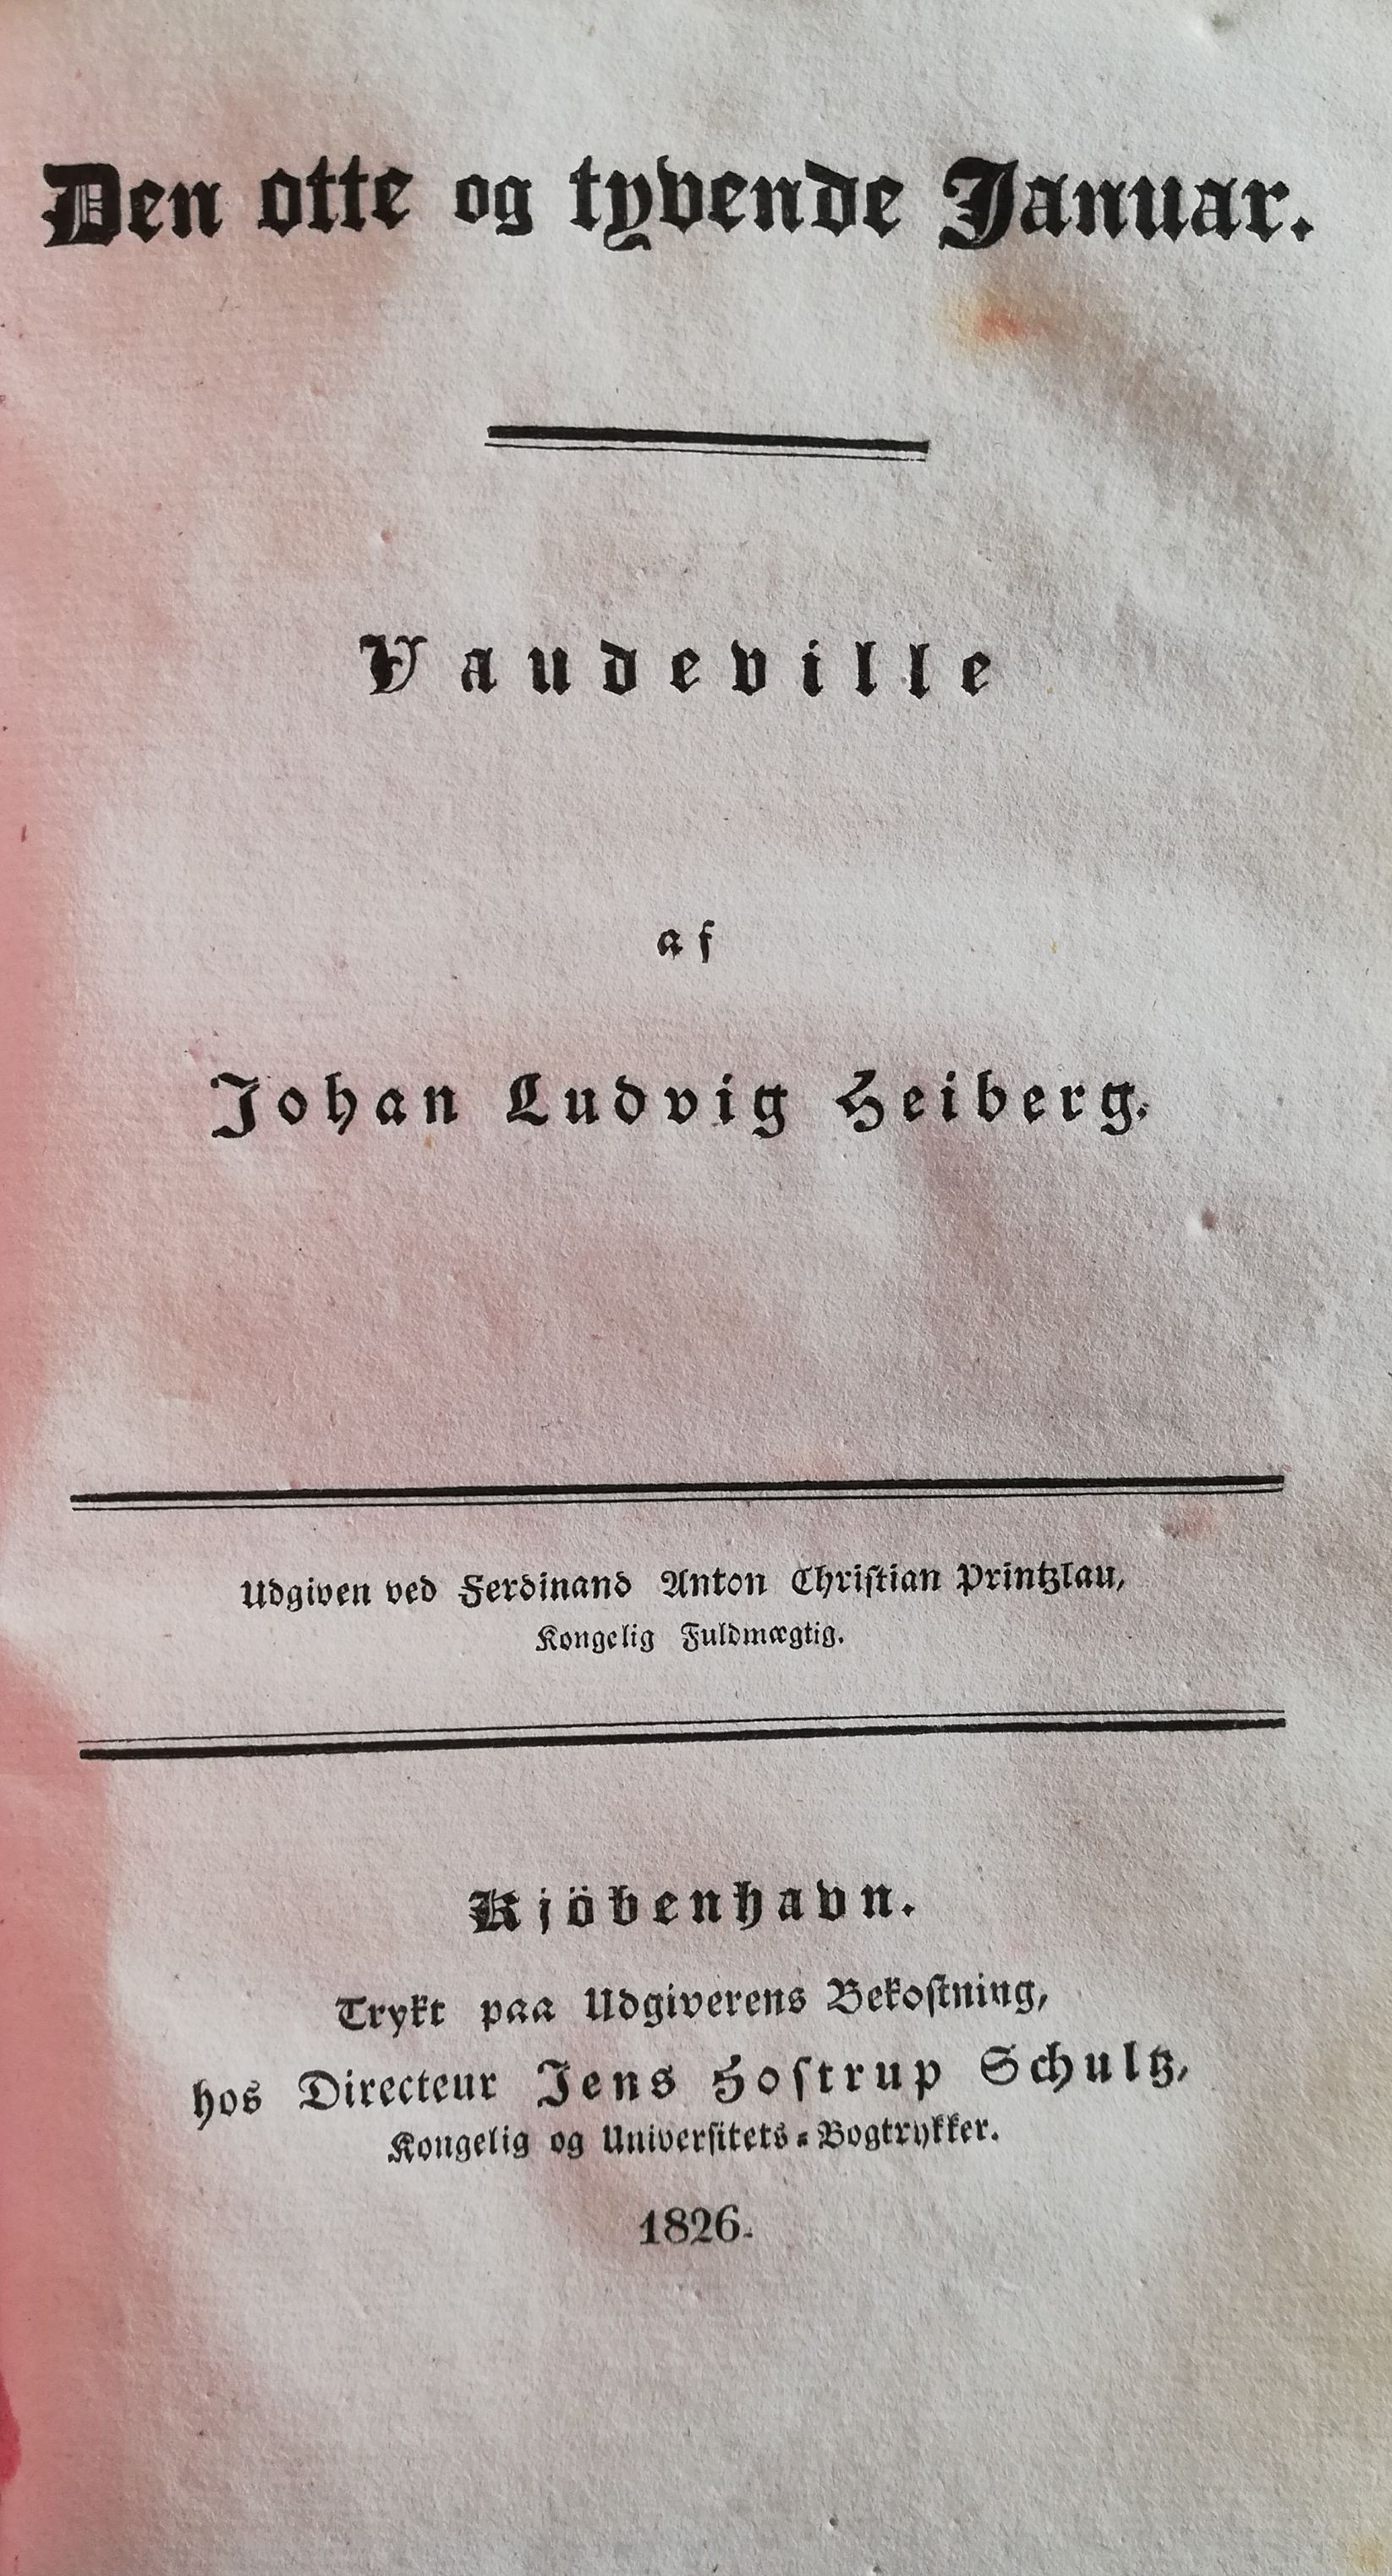 Den otte og tyvende Januar.
Vaudeville
af
Johan Ludvig Heiberg.
Udgiven ved Ferdinand Anton Christian Printzlau,
Kongelig Fuldmægtig.
Kjöbenhavn.
Trykt paa Udgiverens Bekostning,
hos Directeur Jens Hostrup Schultz,
Kongelig og Universitets-Bogtrykker.
1826.